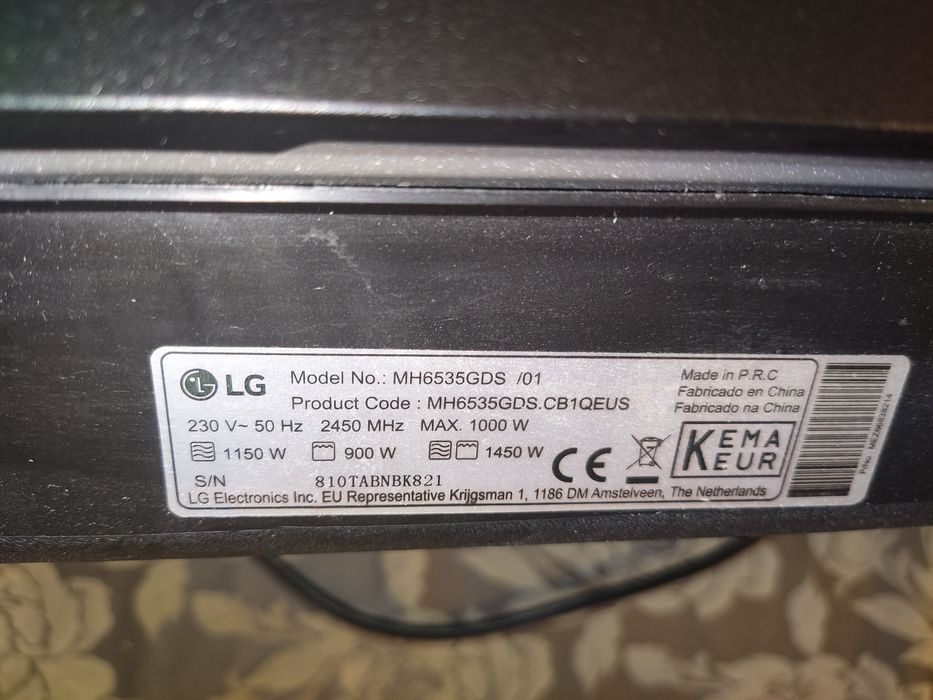 LG
Model No.: MH6535GDS /01
Product Code : MH6535GDS.CB1QEUS
230 V~ 50 Hz 2450 MHz MAX. 1000 W
1150 W 900 W 1450 W
S/N 810TABNBK821
LG Electronics Inc. EU Representative Krijgsman 1, 1186 DM Amstelveen, The Netherlands
Made in P.R.C
Fabricado en China
Fabricado na China
CE
KEMA
KEUR
P/No